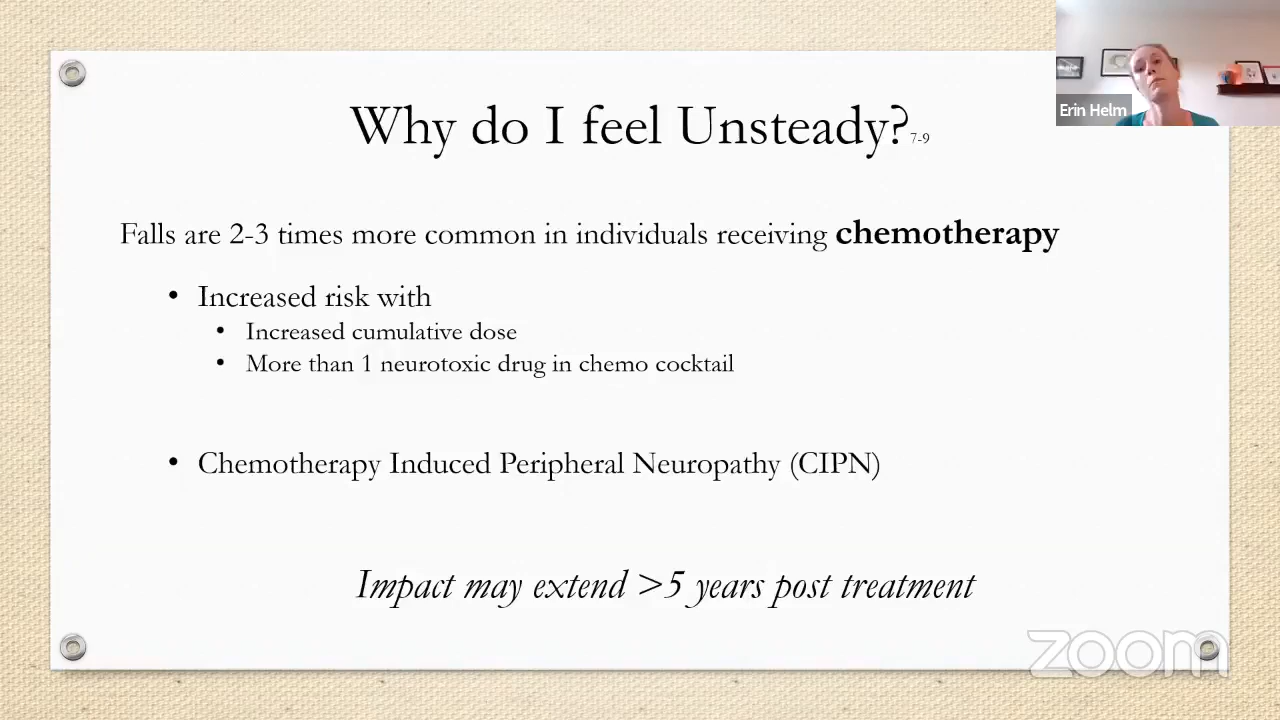 Why do I feel Unsteady?7-9
Erin Helm
Falls are 2-3 times more common in individuals receiving chemotherapy
• Increased risk with
• Increased cumulative dose
• More than 1 neurotoxic drug in chemo cocktail
• Chemotherapy Induced Peripheral Neuropathy (CIPN)
Impact may extend >5 years post treatment
zoom